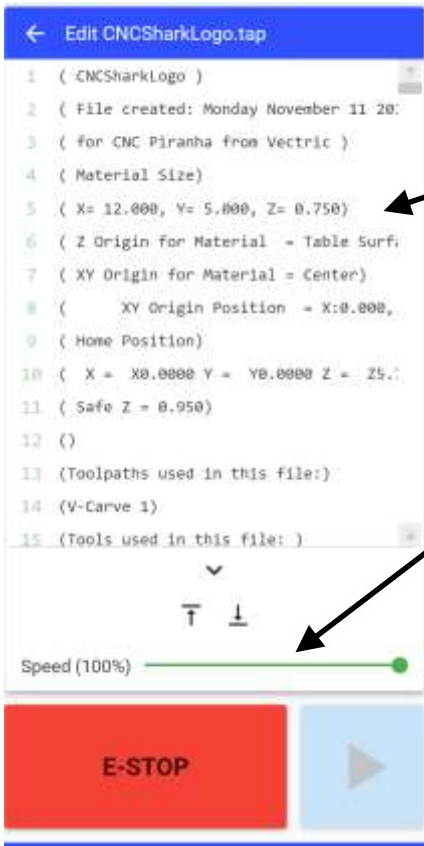 Edit CNCSharkLogo.tap
1 ( CNCSharkLogo )
2 ( File created: Monday November 11 20
3 ( for CNC Piranha from Vectric )
4 ( Material Size)
5 ( X= 12.000, Y= 5.000, Z= 0.750)
6 ( Z Origin for Material = Table Surf
7 ( XY Origin for Material = Center)
8 ( XY Origin Position = X:0.000,
9 ( Home Position)
10 ( X = X0.0000 Y = Y0.0000 Z = Z5.
11 ( Safe Z = 0.950)
12 ()
13 (Toolpaths used in this file:)
14 (V-Carve 1)
15 (Tools used in this file: )
Speed (100%)
E-STOP